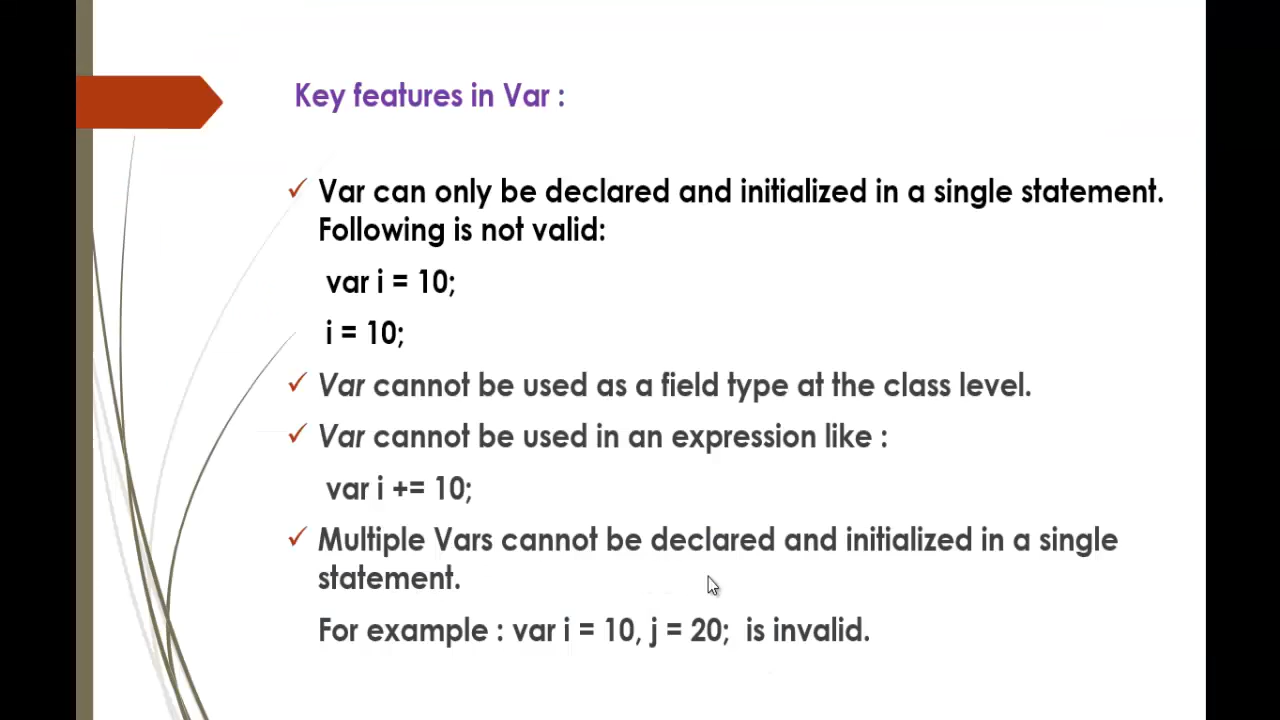 Key features in Var :
Var can only be declared and initialized in a single statement.
Following is not valid:
var i = 10;
i = 10;
Var cannot be used as a field type at the class level.
Var cannot be used in an expression like :
var i += 10;
Multiple Vars cannot be declared and initialized in a single
statement.
For example : var i = 10, j = 20;  is invalid.